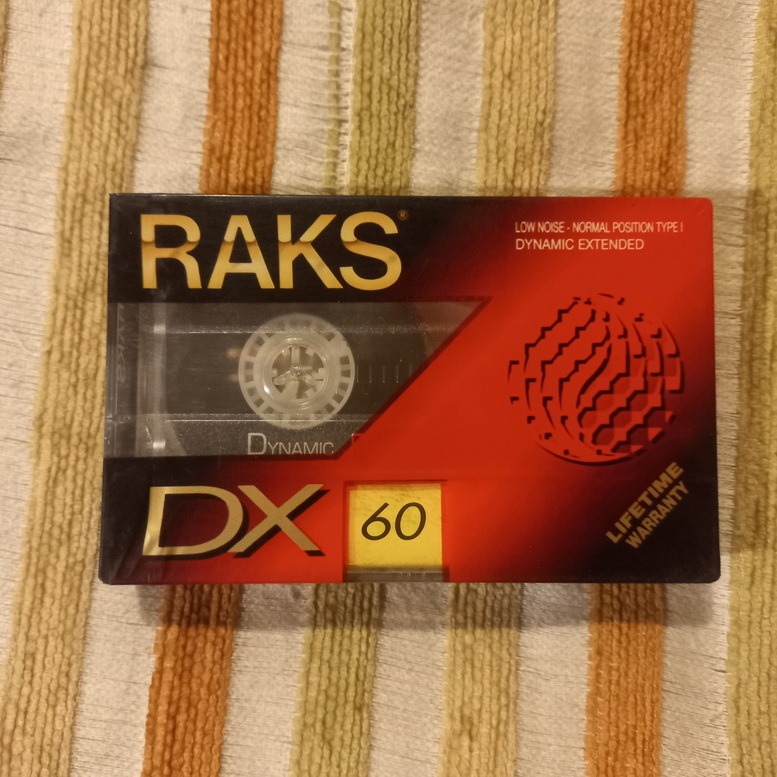 RAKS®
LOW NOISE - NORMAL POSITION TYPE I
DYNAMIC EXTENDED
DYNAMIC
DX
60
LIFETIME
WARRANTY